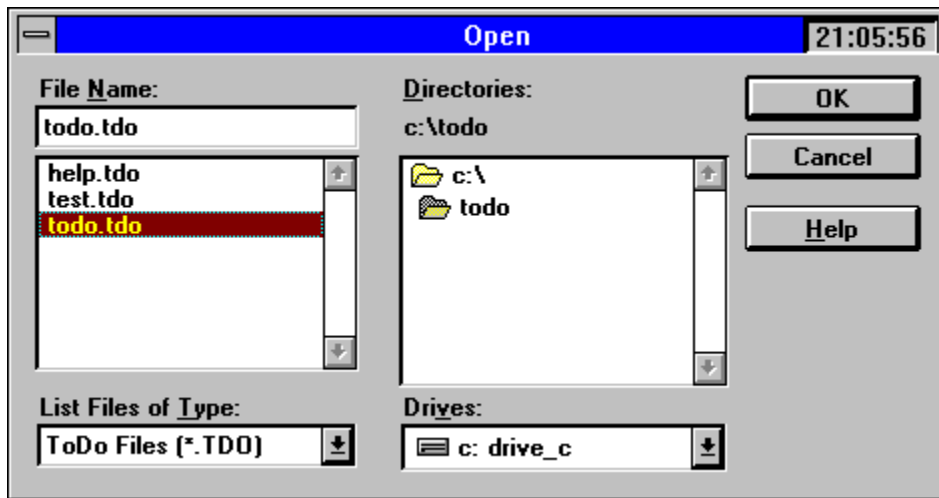 Open
21:05:56
File Name:
todo.tdo
help.tdo
test.tdo
todo.tdo
List Files of Type:
ToDo Files (*.TDO)
Directories:
c:\todo
c:\
todo
Drives:
c: drive_c
OK
Cancel
Help